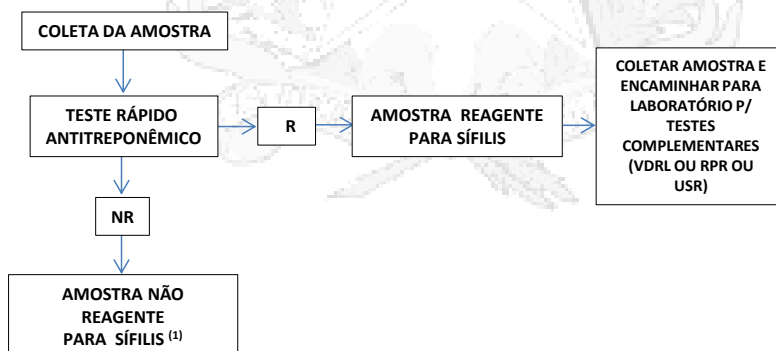 COLETA DA AMOSTRA
TESTE RÁPIDO
ANTITREPONÊMICO
R
AMOSTRA REAGENTE
PARA SÍFILIS
COLETAR AMOSTRA E
ENCAMINHAR PARA
LABORATÓRIO P/
TESTES
COMPLEMENTARES
(VDRL OU RPR OU
USR)
NR
AMOSTRA NÃO
REAGENTE
PARA SÍFILIS (1)